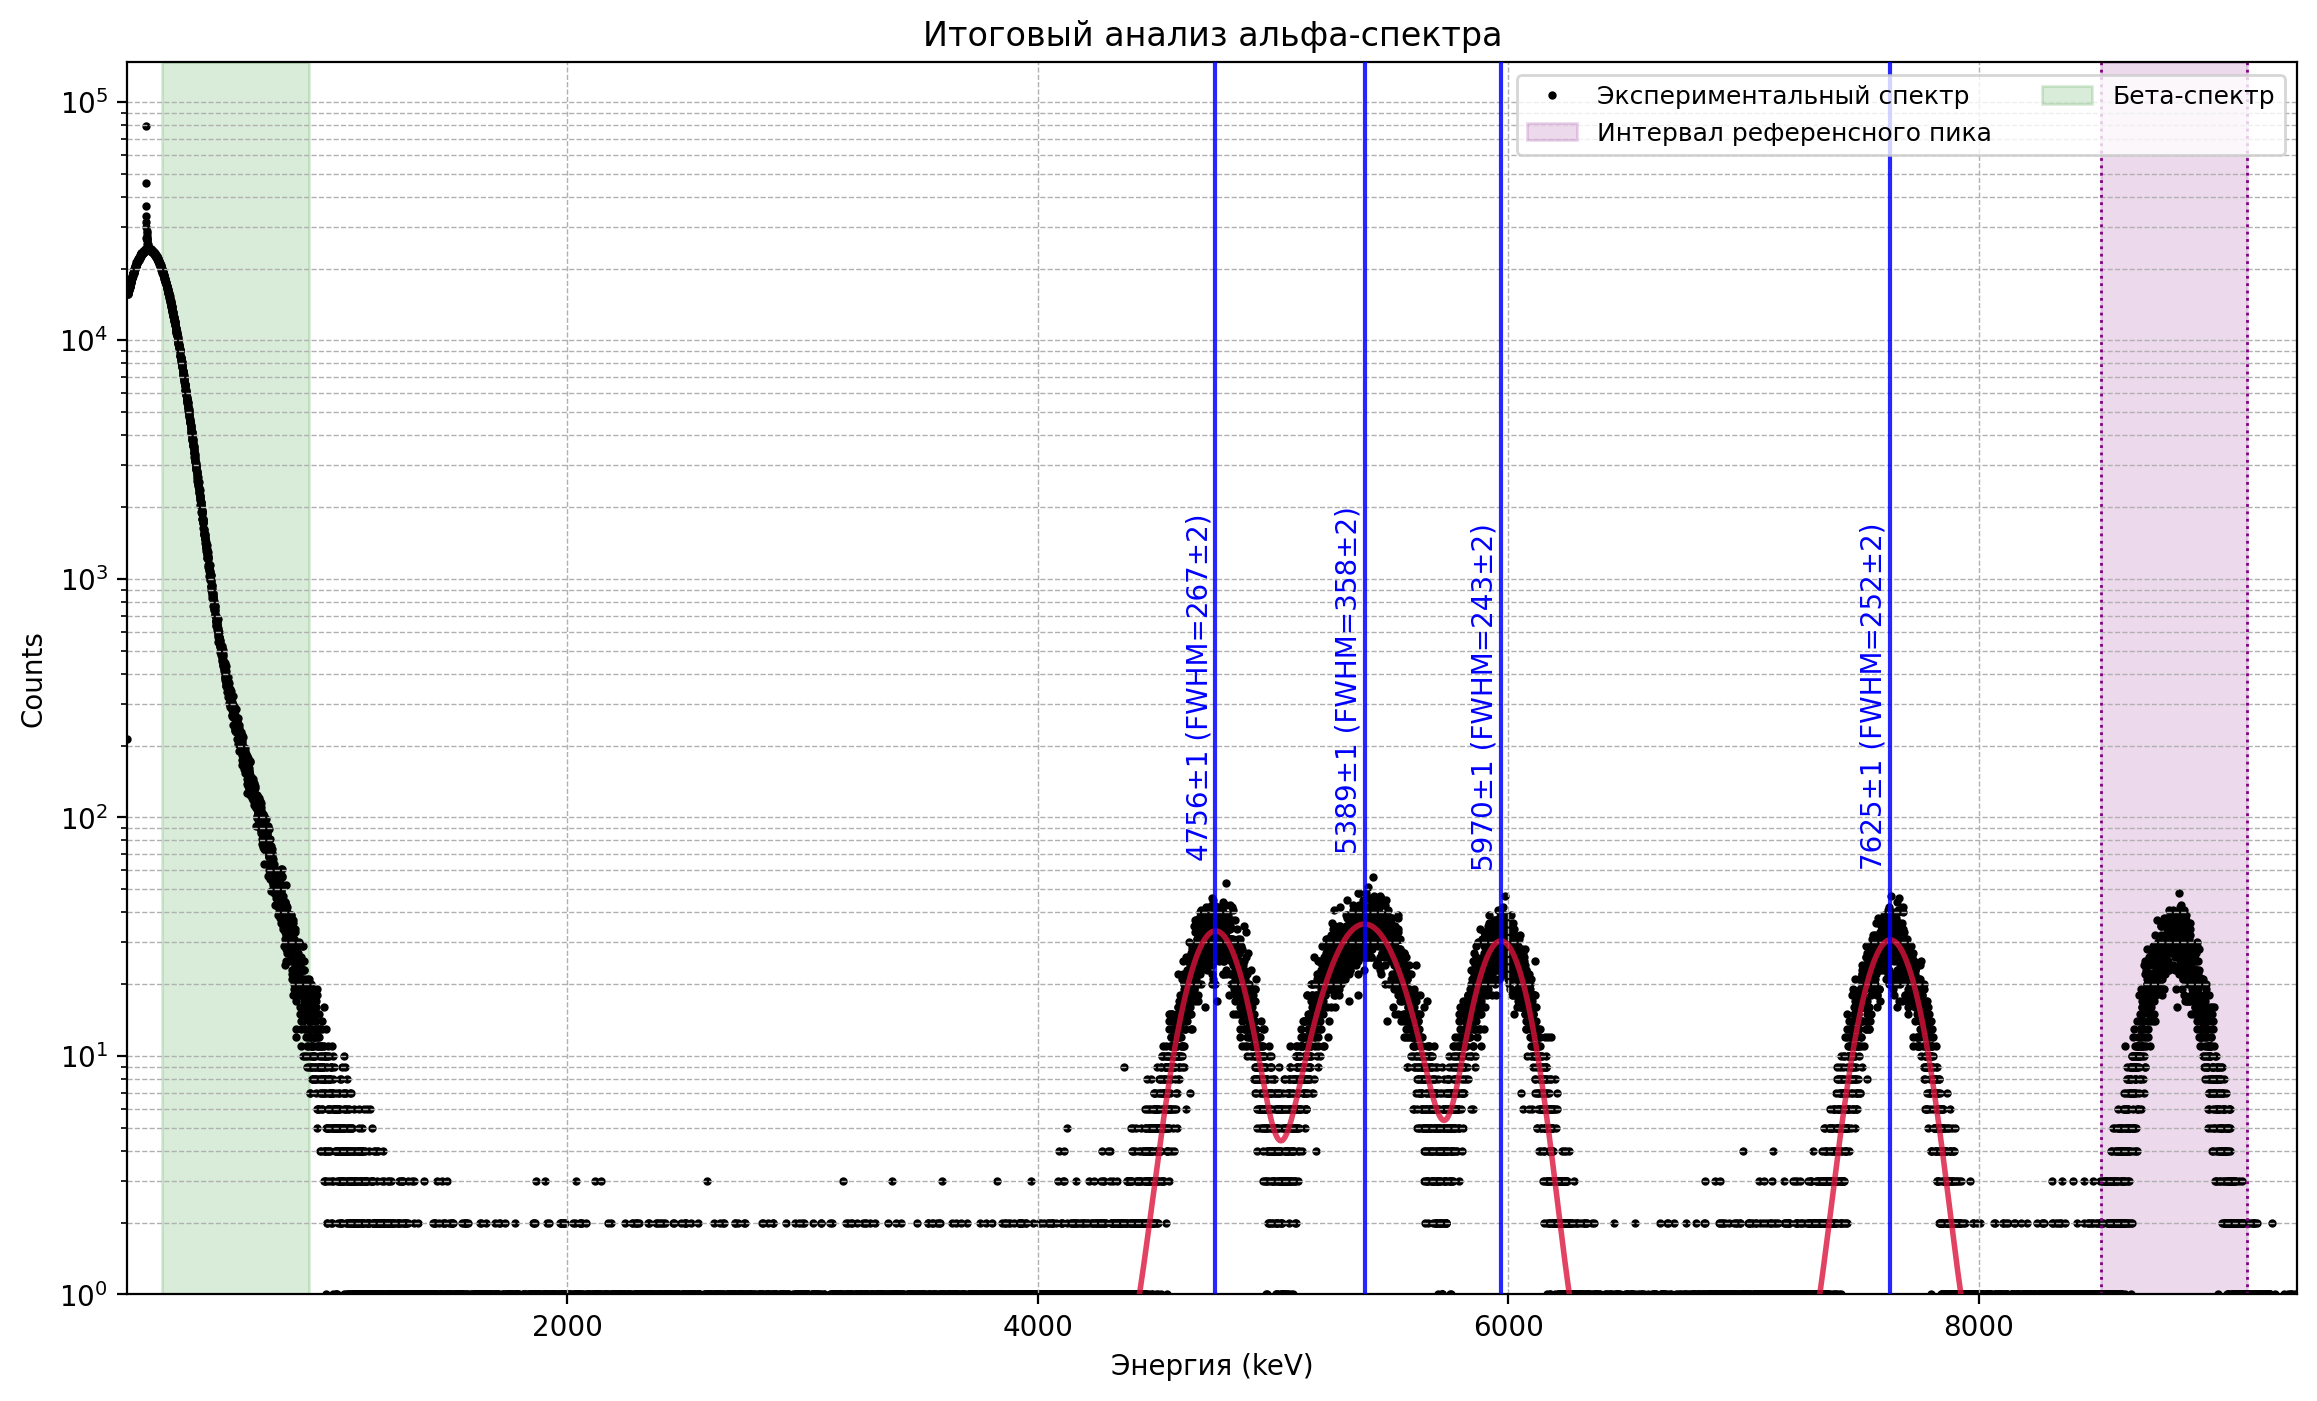 Итоговый анализ альфа-спектра
Экспериментальный спектр
Интервал референсного пика
Бета-спектр
Counts
10⁵
10⁴
10³
10²
10¹
10⁰
4756±1 (FWHM=267±2)
5389±1 (FWHM=358±2)
5970±1 (FWHM=243±2)
7625±1 (FWHM=252±2)
2000
4000
6000
8000
Энергия (keV)